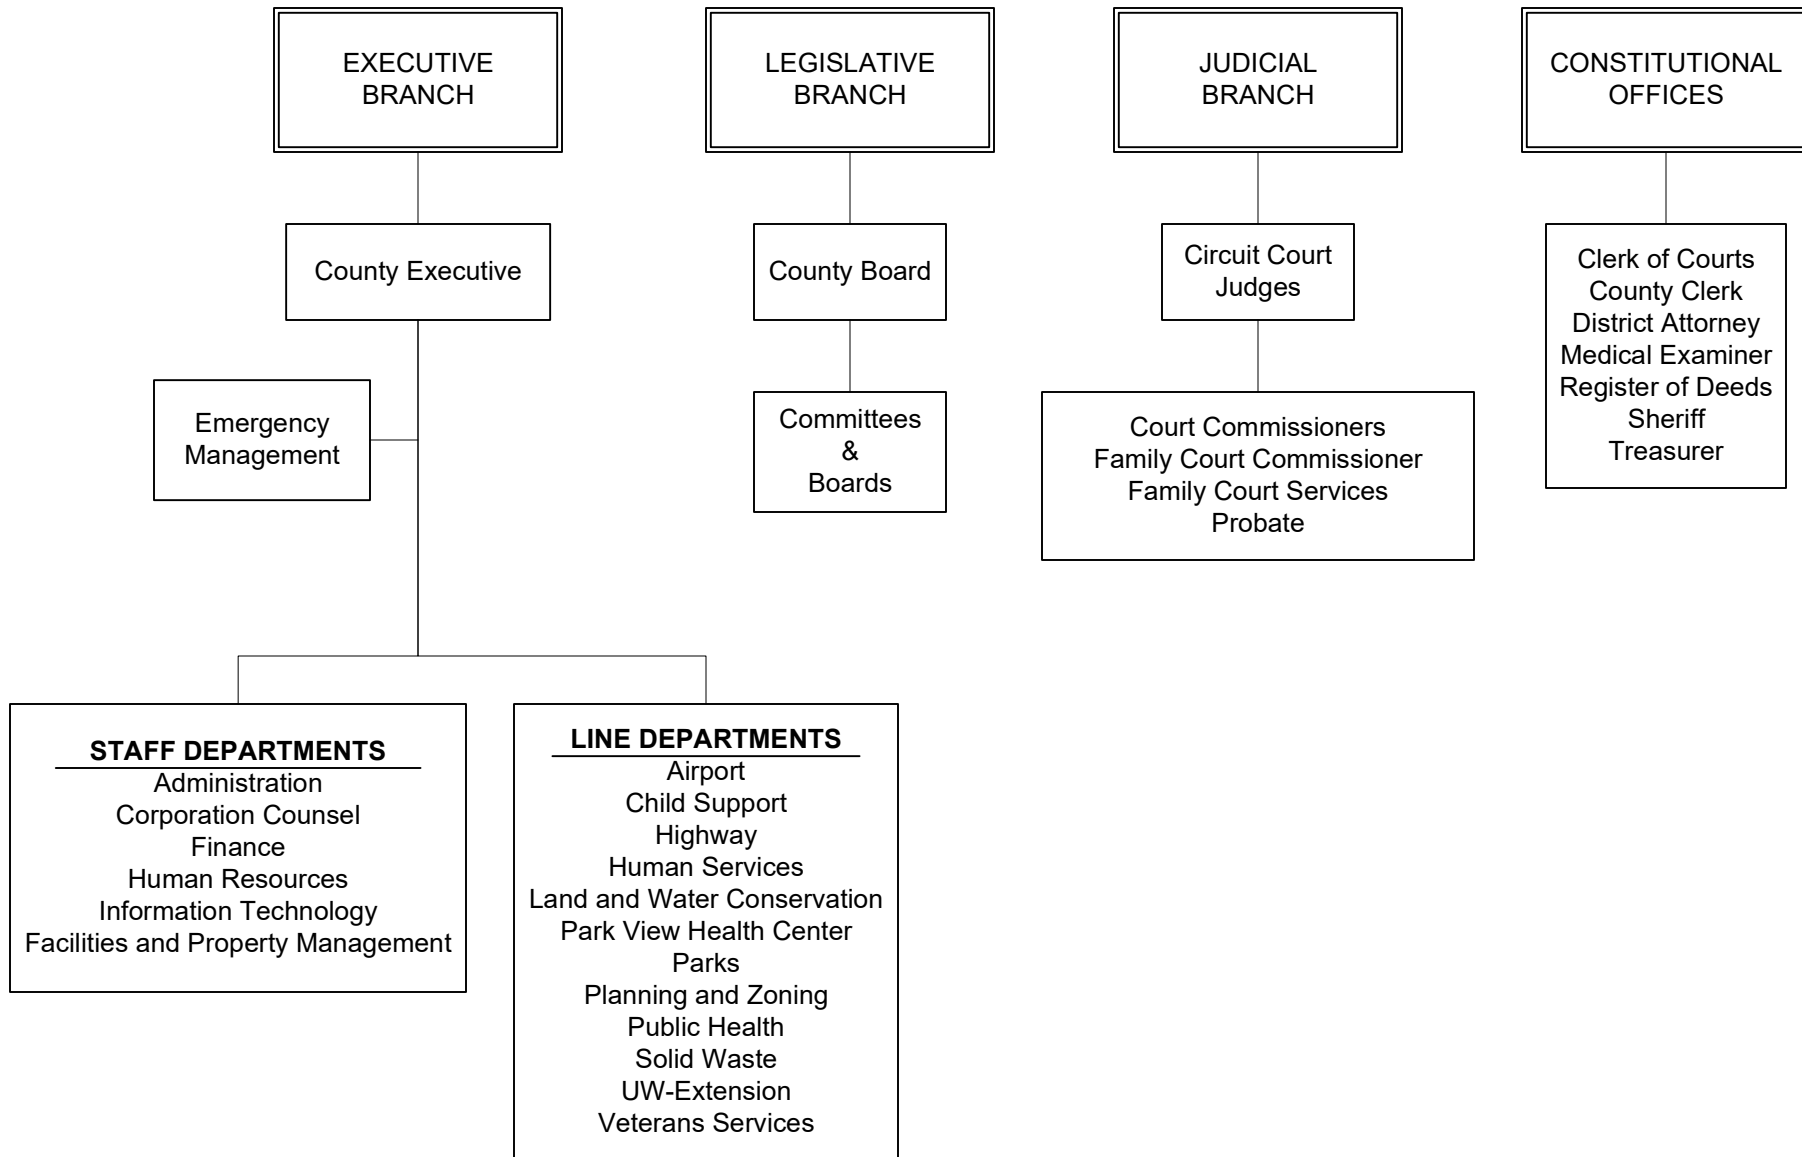 EXECUTIVE
BRANCH
LEGISLATIVE
BRANCH
JUDICIAL
BRANCH
CONSTITUTIONAL
OFFICES
County Executive
County Board
Circuit Court
Judges
Clerk of Courts
County Clerk
District Attorney
Medical Examiner
Register of Deeds
Sheriff
Treasurer
Emergency
Management
Committees
&
Boards
Court Commissioners
Family Court Commissioner
Family Court Services
Probate
STAFF DEPARTMENTS
Administration
Corporation Counsel
Finance
Human Resources
Information Technology
Facilities and Property Management
LINE DEPARTMENTS
Airport
Child Support
Highway
Human Services
Land and Water Conservation
Park View Health Center
Parks
Planning and Zoning
Public Health
Solid Waste
UW-Extension
Veterans Services